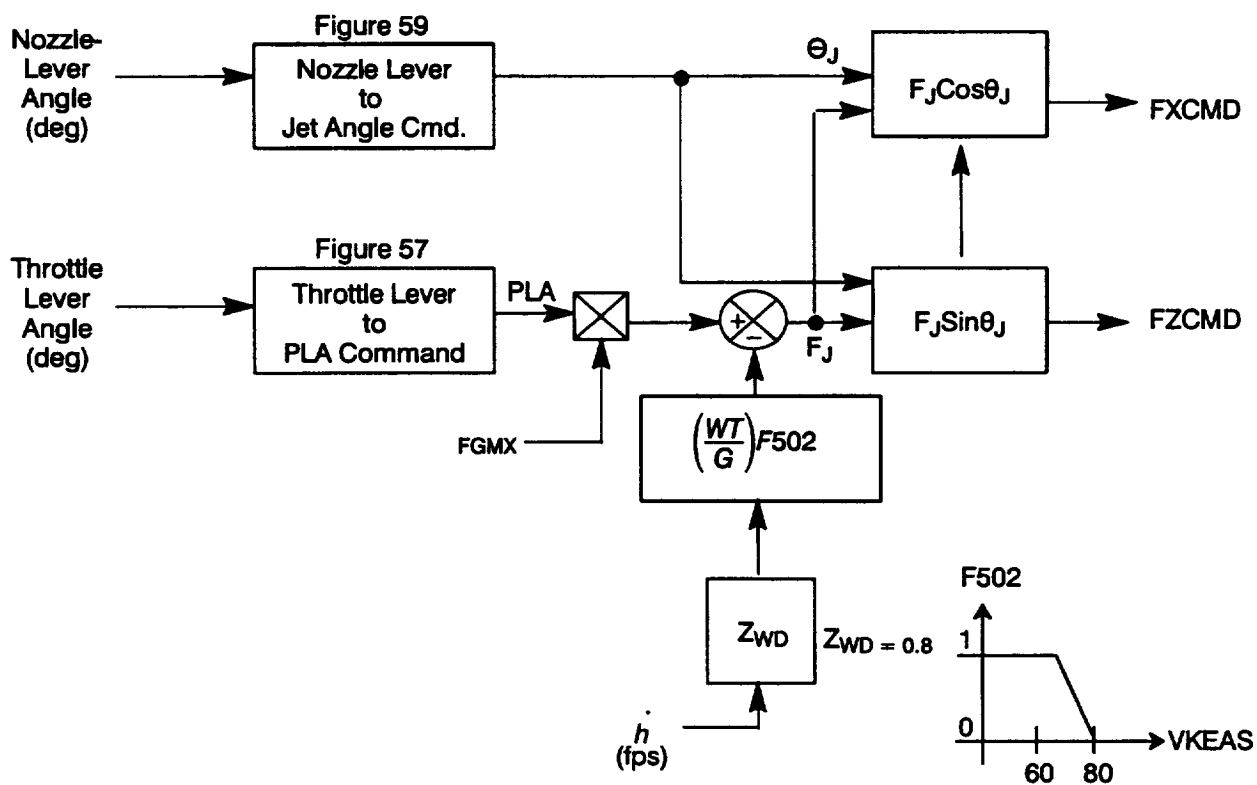 Figure 59
Nozzle-
Lever
Angle
(deg)
Nozzle Lever
to
Jet Angle Cmd.
ΘJ
FJCosθJ
FXCMD
Figure 57
Throttle
Lever
Angle
(deg)
Throttle Lever
to
PLA Command
PLA
+
−
FJ
FJSinθJ
FZCMD
FGMX
(WT/G)F502
ZWD
ZWD = 0.8
ḣ
(fps)
F502
1
0
60 80
VKEAS